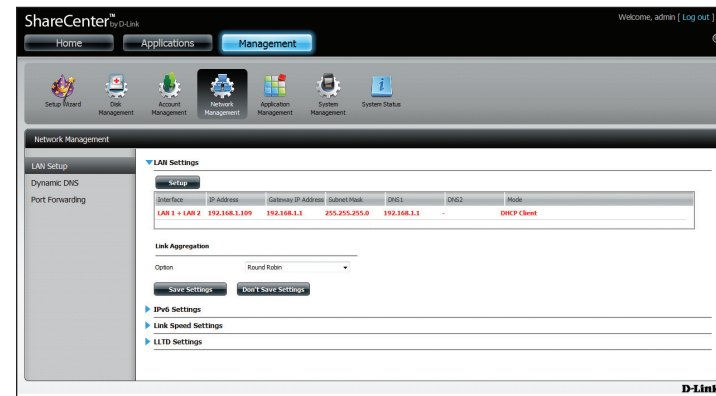 ShareCenter™ by D-Link
Welcome, admin [ Log out ]
Home Applications Management
Setup Wizard
Disk Management
Account Management
Network Management
Application Management
System Management
System Status
Network Management
LAN Setup
Dynamic DNS
Port Forwarding
LAN Settings
Setup
Interface IP Address Gateway IP Address Subnet Mask DNS1 DNS2 Mode
LAN 1 + LAN 2 192.168.1.109 192.168.1.1 255.255.255.0 192.168.1.1 - DHCP Client
Link Aggregation
Option Round Robin
Save Settings Don't Save Settings
IPv6 Settings
Link Speed Settings
LLTD Settings
D-Link